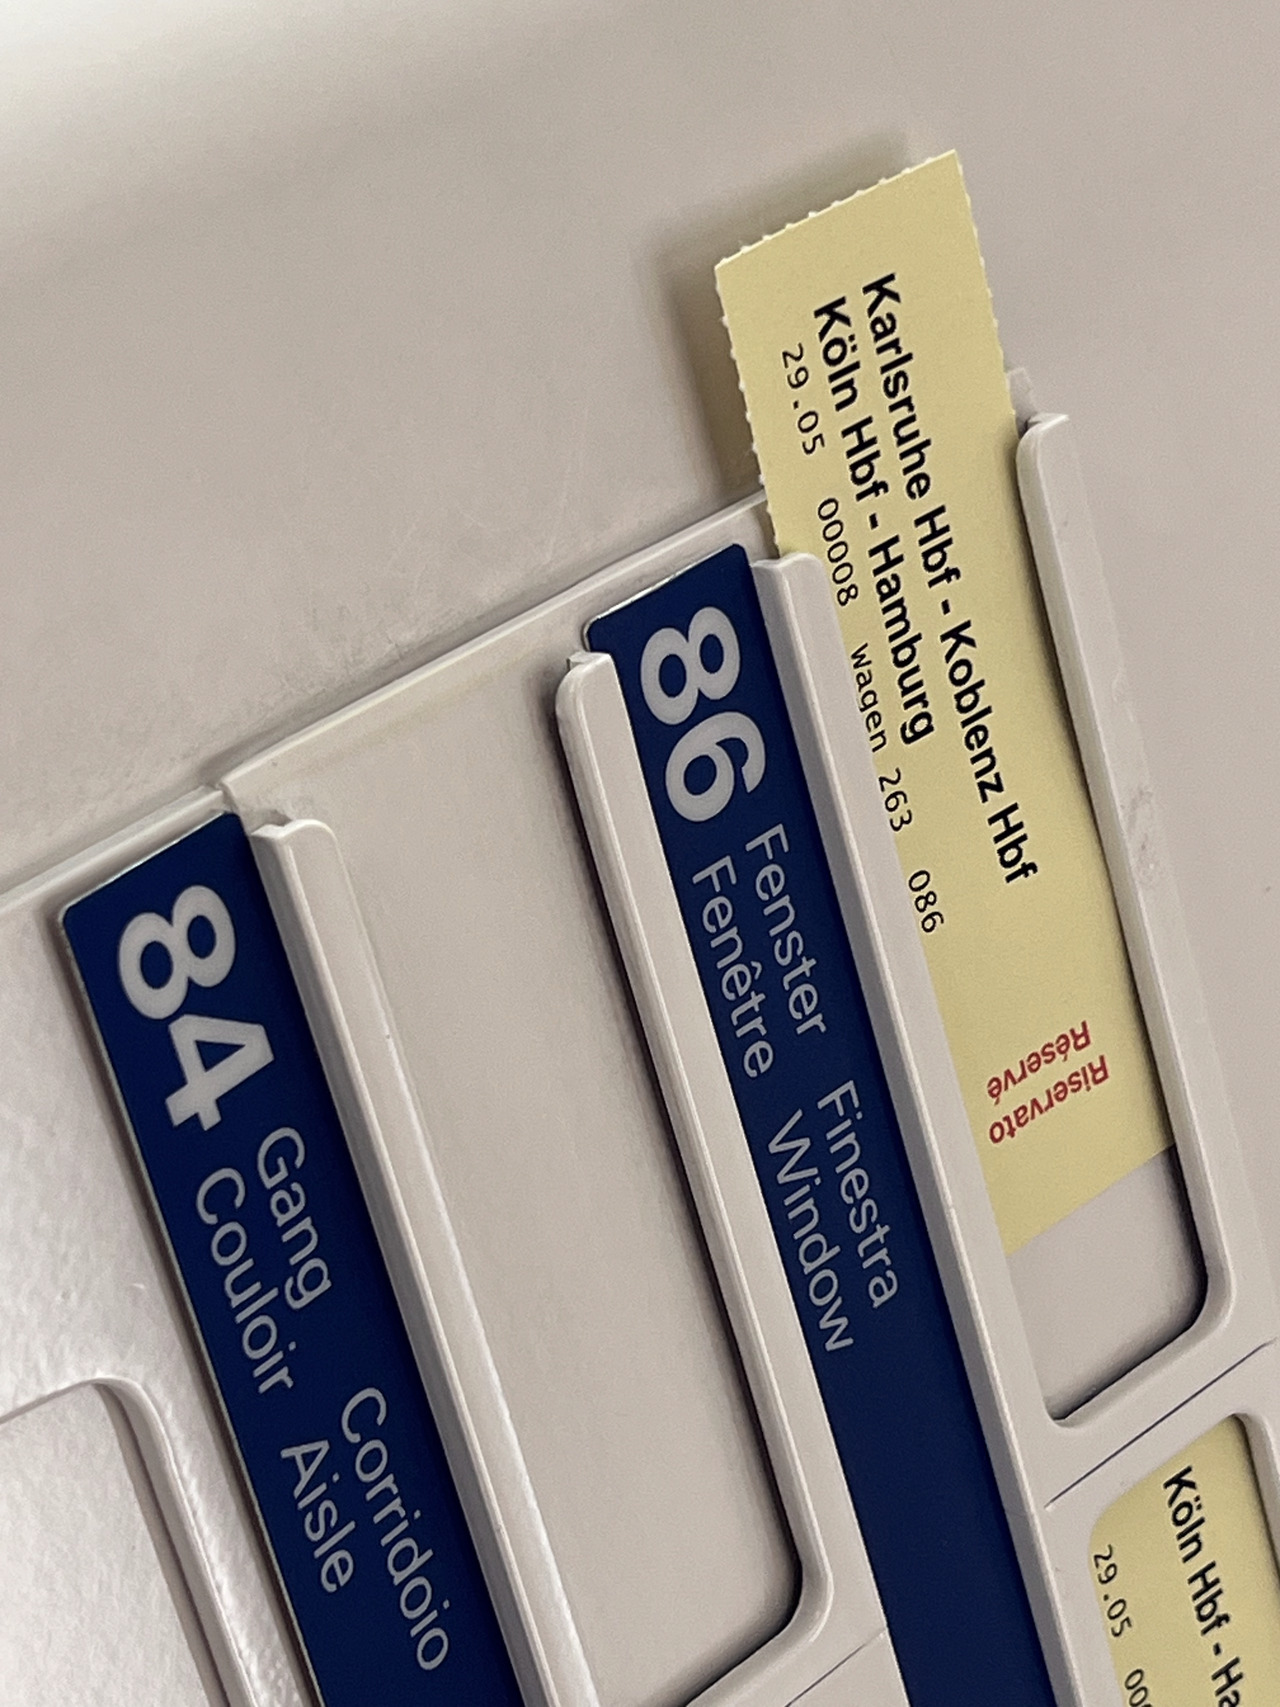 Karlsruhe Hbf - Koblenz Hbf
Köln Hbf - Hamburg
29.05 00008 Wagen 263 086
Riservato
Réservé
86 Fenster Finestra
Fenêtre Window
84 Gang Corridoio
Couloir Aisle
Köln Hbf - Ha
29.05 00